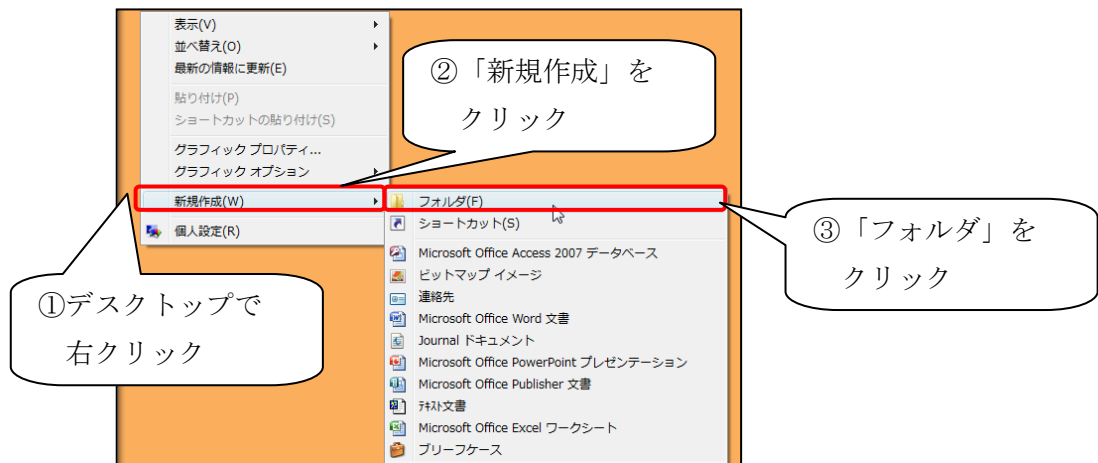 表示(V)
並べ替え(O)
最新の情報に更新(E)
貼り付け(P)
ショートカットの貼り付け(S)
グラフィック プロパティ...
グラフィック オプション
新規作成(W)
個人設定(R)
②「新規作成」を
クリック
フォルダ(F)
ショートカット(S)
Microsoft Office Access 2007 データベース
ビットマップ イメージ
連絡先
Microsoft Office Word 文書
Journal ドキュメント
Microsoft Office PowerPoint プレゼンテーション
Microsoft Office Publisher 文書
ﾃｷｽﾄ文書
Microsoft Office Excel ワークシート
ブリーフケース
③「フォルダ」を
クリック
①デスクトップで
右クリック